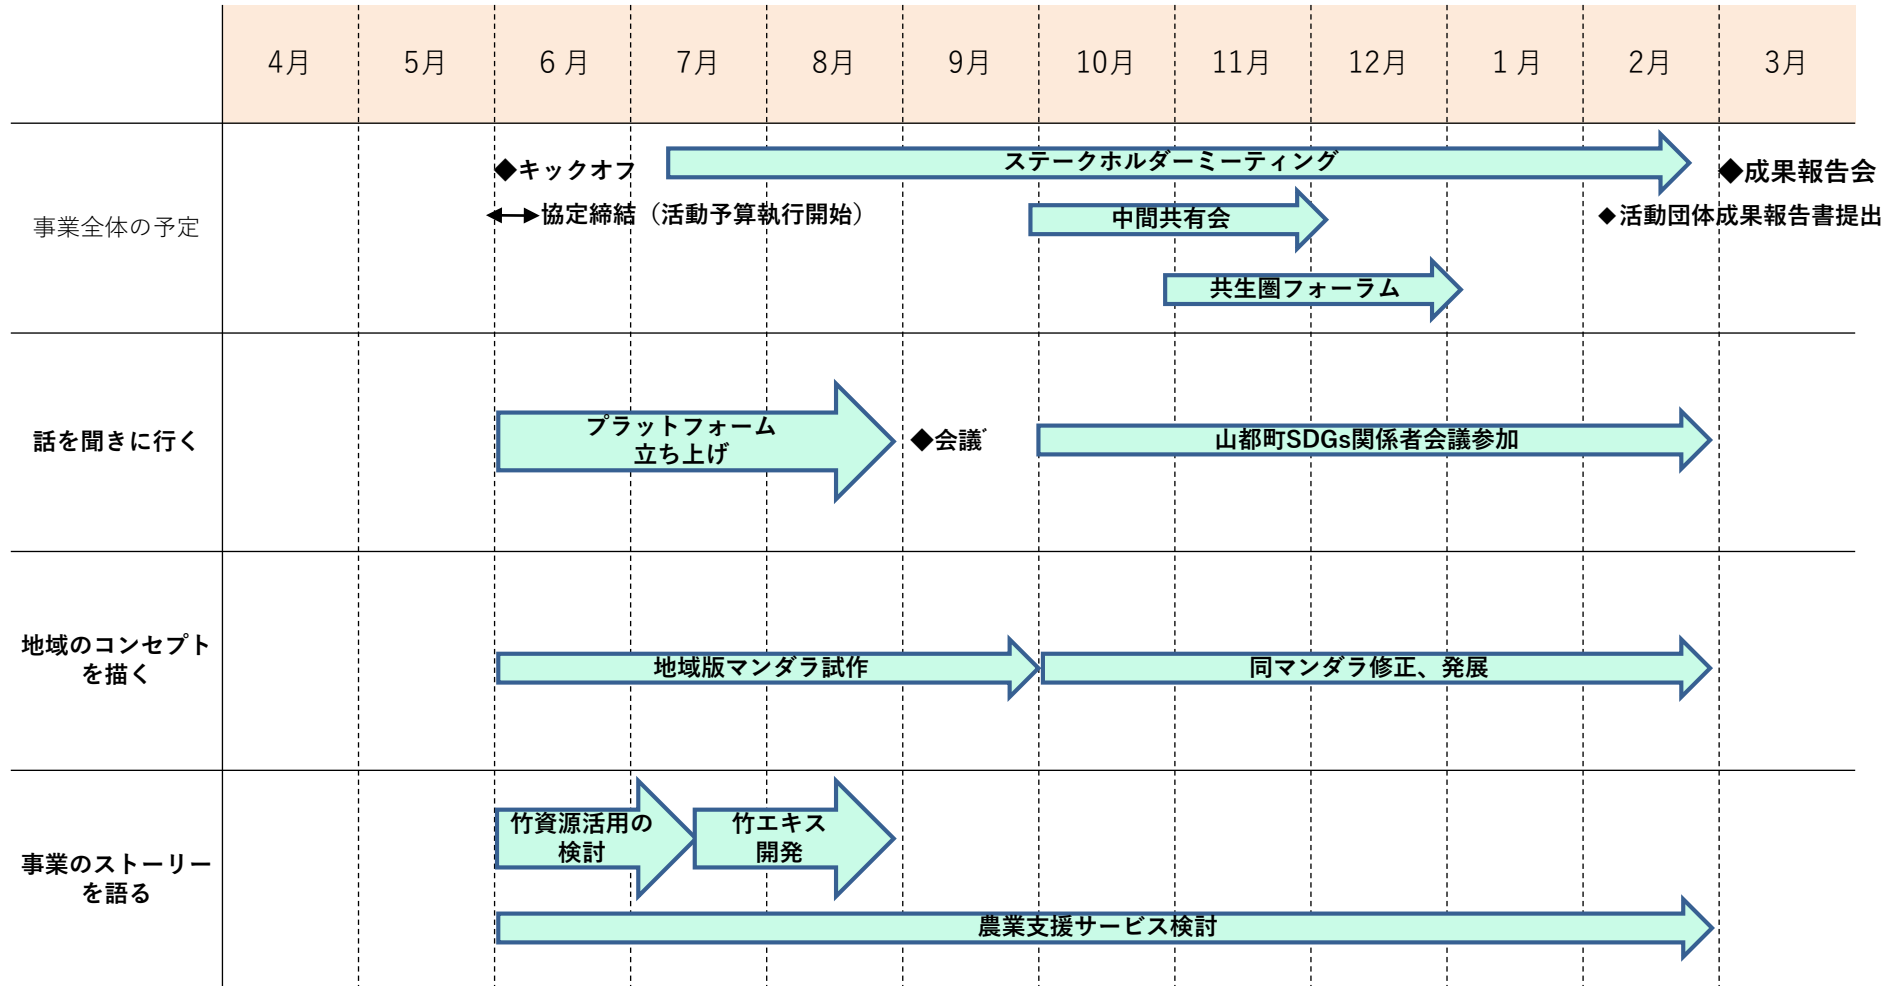 4月 5月 6 月 7月 8月 9月 10月 11月 12月 1 月 2月 3月
事業全体の予定
◆キックオフ
ステークホルダーミーティング
◆成果報告会
協定締結（活動予算執行開始）
中間共有会
◆活動団体成果報告書提出
共生圏フォーラム
話を聞きに行く
プラットフォーム
立ち上げ
◆会議
山都町SDGs関係者会議参加
地域のコンセプト
を描く
地域版マンダラ試作
同マンダラ修正、発展
事業のストーリー
を語る
竹資源活用の
検討
竹エキス
開発
農業支援サービス検討